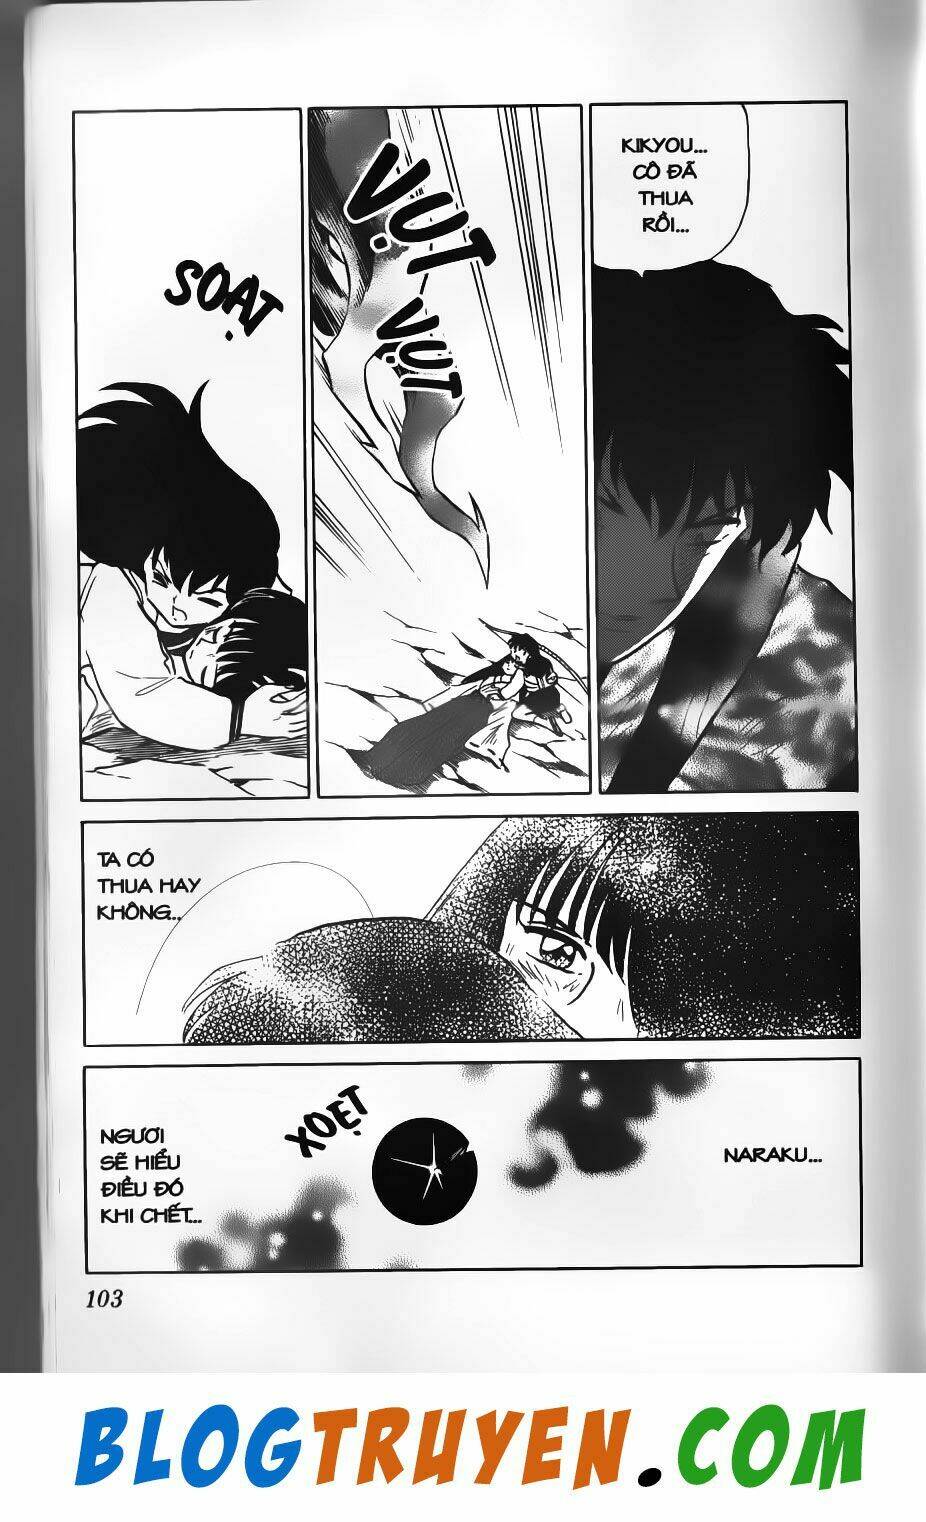 KIKYOU...
CÔ ĐÃ
THUA
RỒI...
VỤT
VỤT
SOẠT
TA CÓ
THUA HAY
KHÔNG...
NARAKU...
XOẸT
NGƯƠI
SẼ HIỂU
ĐIỀU ĐÓ
KHI CHẾT...
103
BLOGTRUYEN.COM